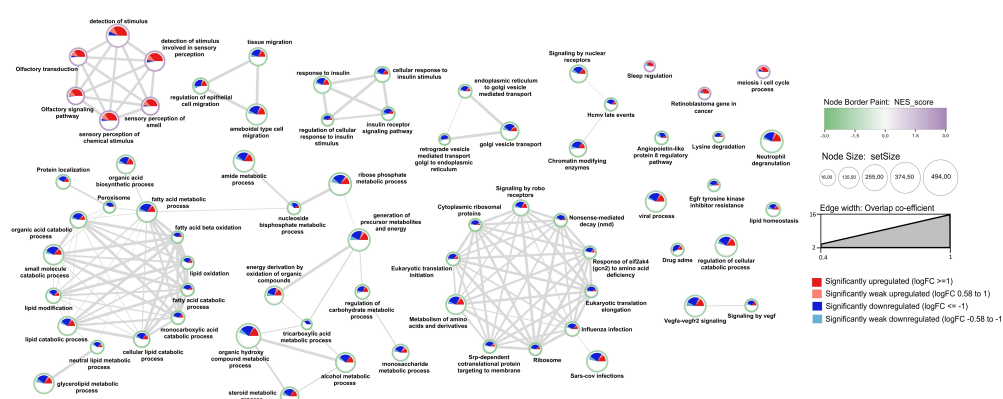 detection of stimulus
detection of stimulus
involved in sensory
perception
Olfactory transduction
Olfactory signaling
pathway
sensory perception of
smell
sensory perception of
chemical stimulus
tissue migration
regulation of epithelial
cell migration
ameboidal type cell
migration
response to insulin
cellular response to
insulin stimulus
regulation of cellular
response to insulin
stimulus
insulin receptor
signaling pathway
endoplasmic reticulum
to golgi vesicle
mediated transport
golgi vesicle transport
retrograde vesicle
mediated transport
golgi to endoplasmic
reticulum
Signaling by nuclear
receptors
Hcmv late events
Chromatin modifying
enzymes
Sleep regulation
Retinoblastoma gene in
cancer
meiosis i cell cycle
process
Angiopoietin-like
protein 8 regulatory
pathway
Lysine degradation
Neutrophil
degranulation
Egfr tyrosine kinase
inhibitor resistance
viral process
lipid homeostasis
Drug adme
regulation of cellular
catabolic process
Vegfa-vegfr2 signaling
Signaling by vegf
Protein localization
organic acid
biosynthetic process
Peroxisome
fatty acid metabolic
process
organic acid catabolic
process
fatty acid beta oxidation
small molecule
catabolic process
lipid oxidation
lipid modification
fatty acid catabolic
process
lipid catabolic process
monocarboxylic acid
catabolic process
neutral lipid metabolic
process
cellular lipid catabolic
process
glycerolipid metabolic
process
amide metabolic
process
ribose phosphate
metabolic process
nucleoside
bisphosphate metabolic
process
generation of
precursor metabolites
and energy
energy derivation by
oxidation of organic
compounds
regulation of
carbohydrate metabolic
process
tricarboxylic acid
metabolic process
organic hydroxy
compound metabolic
process
monosaccharide
metabolic process
alcohol metabolic
process
steroid metabolic
Signaling by robo
receptors
Cytoplasmic ribosomal
proteins
Nonsense-mediated
decay (nmd)
Eukaryotic translation
initiation
Response of eif2ak4
(gcn2) to amino acid
deficiency
Metabolism of amino
acids and derivatives
Eukaryotic translation
elongation
Influenza infection
Srp-dependent
cotranslational protein
targeting to membrane
Ribosome
Sars-cov infections
Node Border Paint: NES_score
-3.0 -1.5 0.0 1.5 3.0
Node Size: setSize
16,00 135,50 255,00 374,50 494,00
Edge width: Overlap co-efficient
16
2
0.4 1
Significantly upregulated (logFC >=1)
Significantly weak upregulated (logFC 0.58 to 1)
Significantly downregulated (logFC <= -1)
Significantly weak downregulated (logFC -0.58 to -1